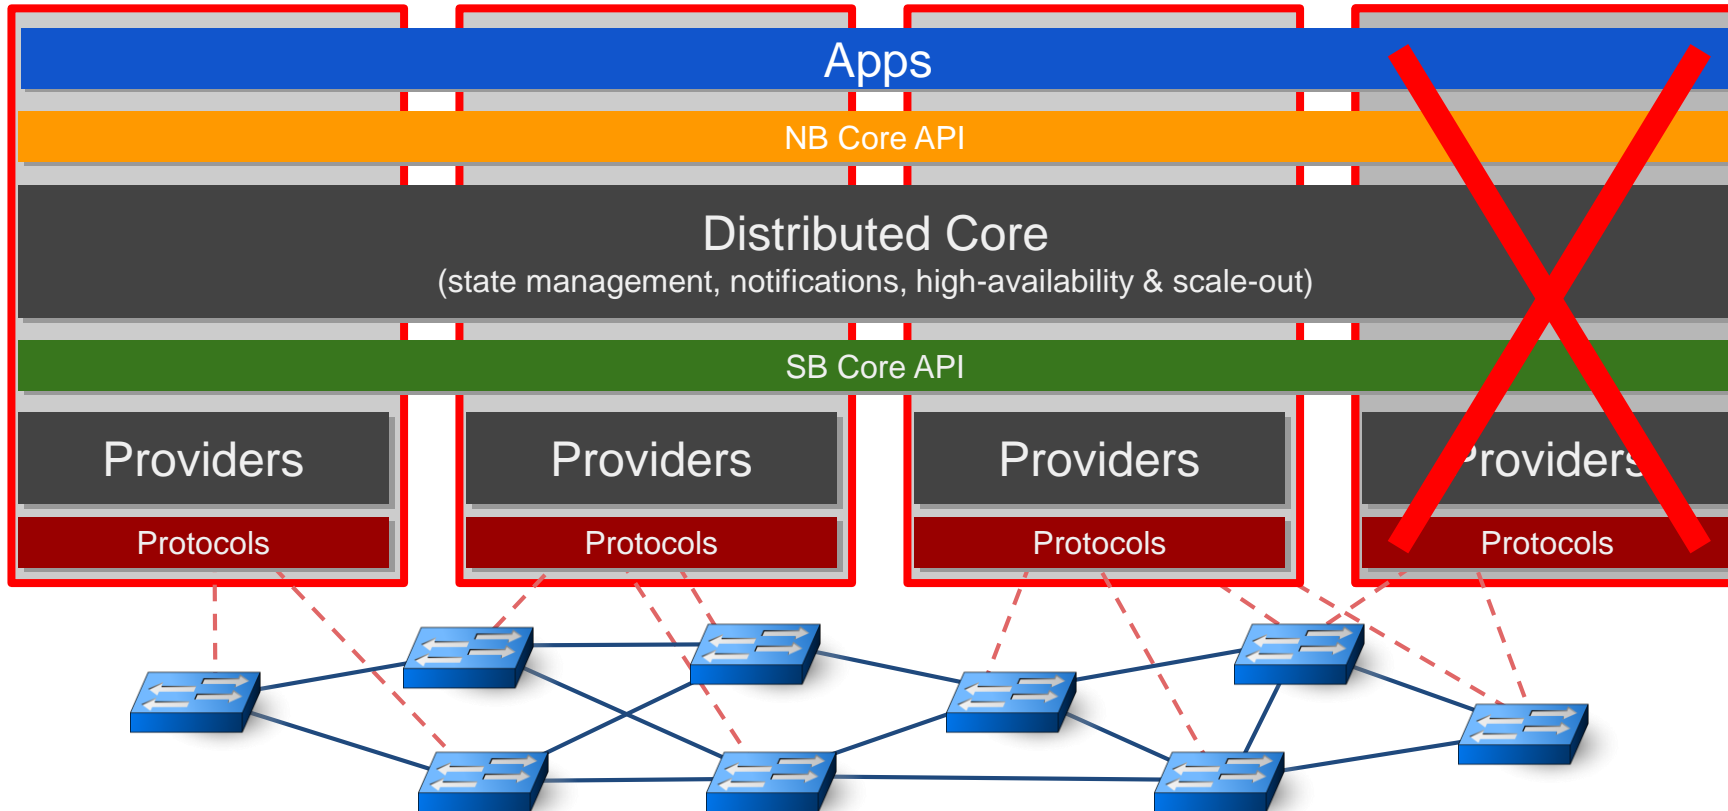 Apps
NB Core API
Distributed Core
(state management, notifications, high-availability & scale-out)
SB Core API
Providers
Providers
Providers
Providers
Protocols
Protocols
Protocols
Protocols